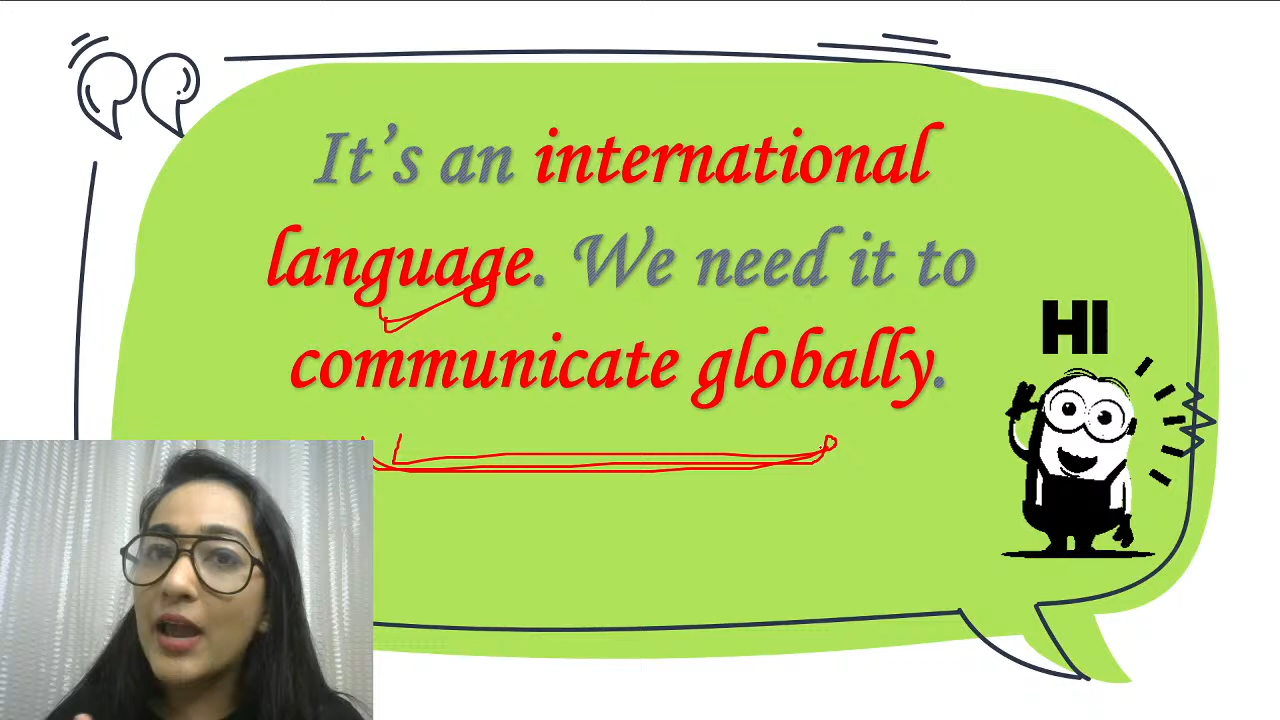 It’s an international
language. We need it to
communicate globally.
HI